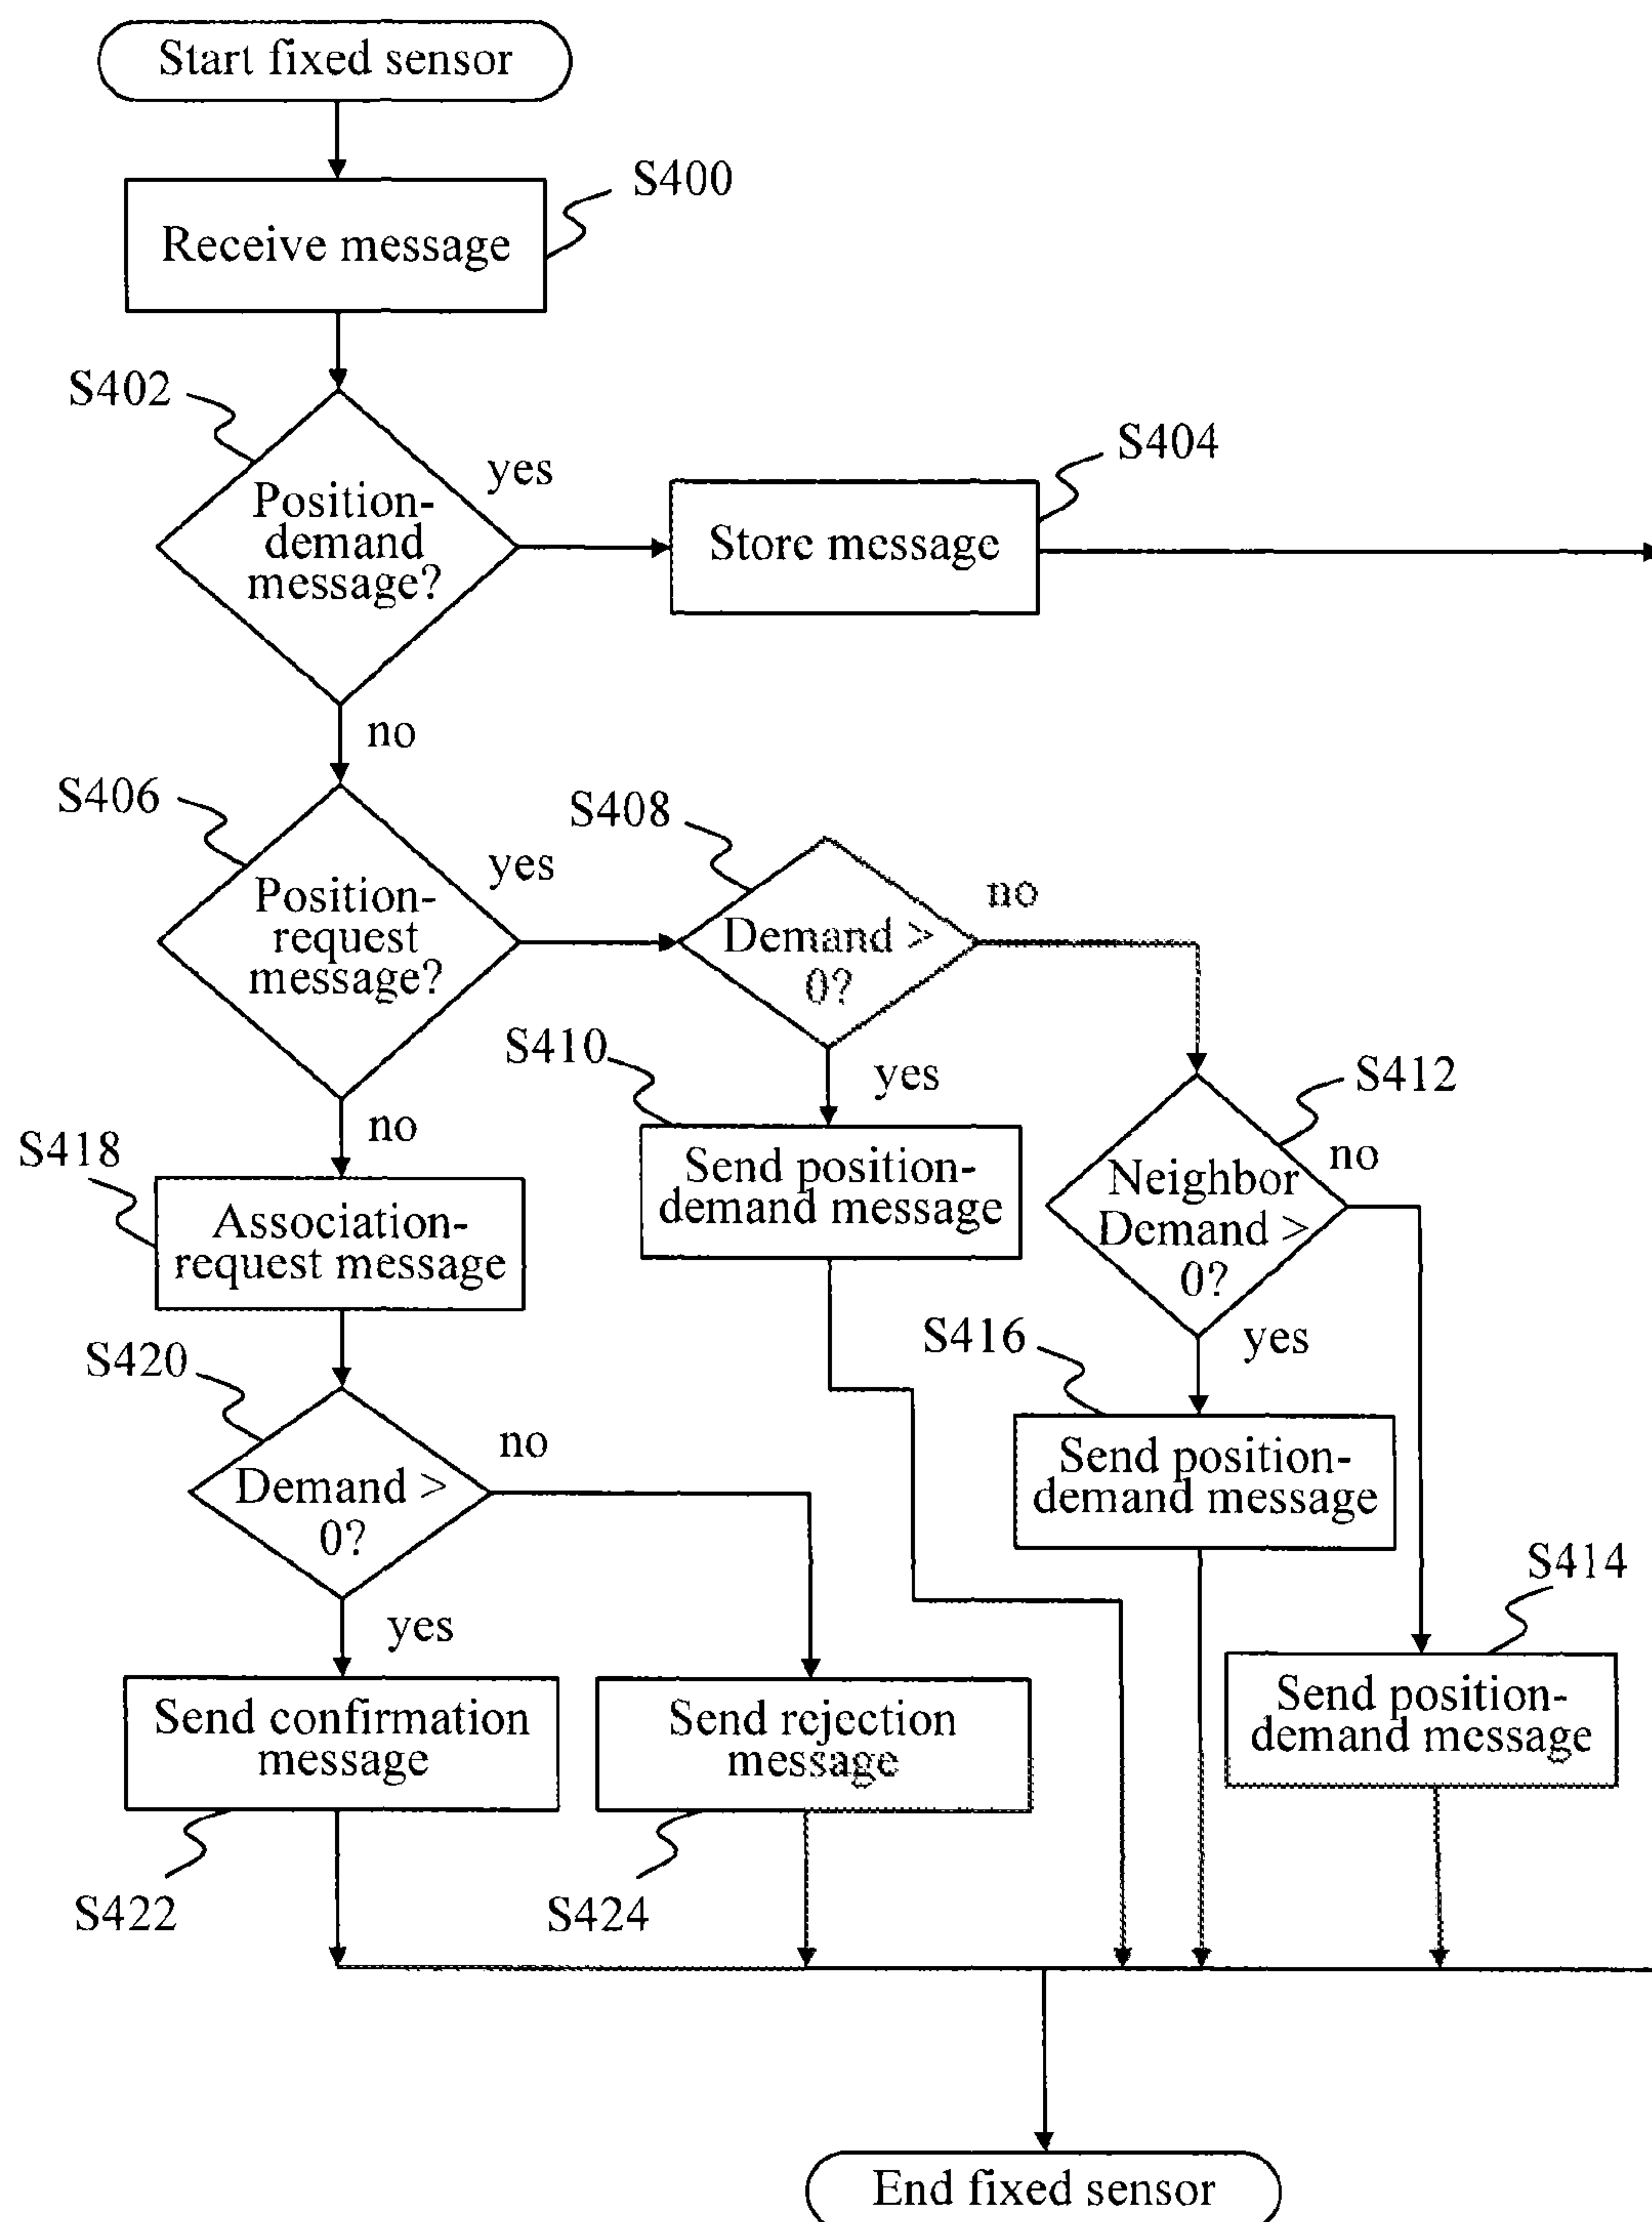 Start fixed sensor
S400
Receive message
S402
yes
S404
Position-
demand
message?
Store message
no
S406
S408
yes
no
Position-
request
message?
Demand >
0?
S410
yes
S412
no
S418
no
Send position-
demand message
Neighbor
Demand >
0?
Association-
request message
S416
yes
S420
no
Send position-
demand message
Demand >
0?
S414
yes
Send position-
demand message
Send confirmation
message
Send rejection
message
S422
S424
End fixed sensor